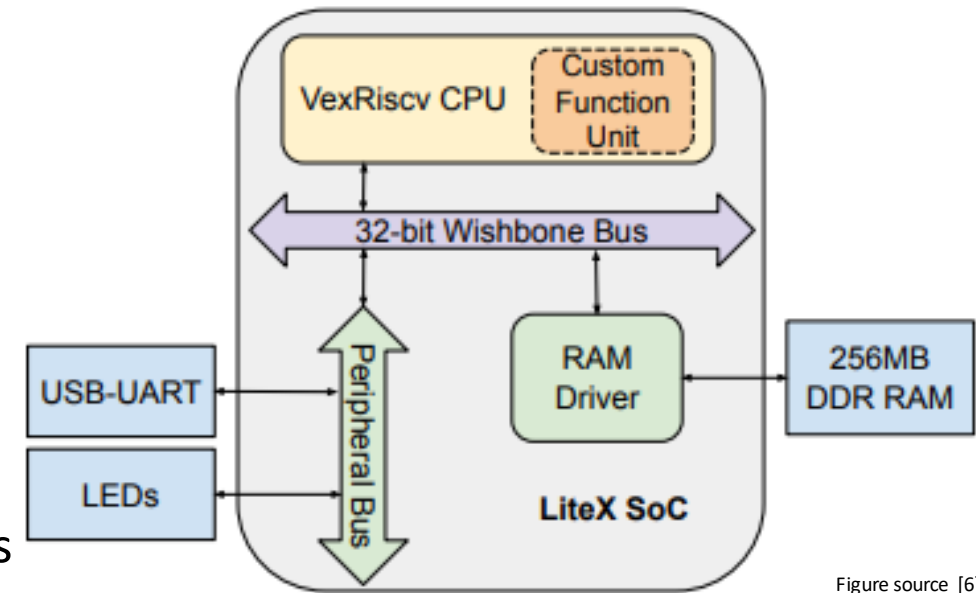 VexRiscv CPU
Custom
Function
Unit
32-bit Wishbone Bus
Peripheral Bus
USB-UART
LEDs
RAM
Driver
256MB
DDR RAM
LiteX SoC
s
Figure source [6]